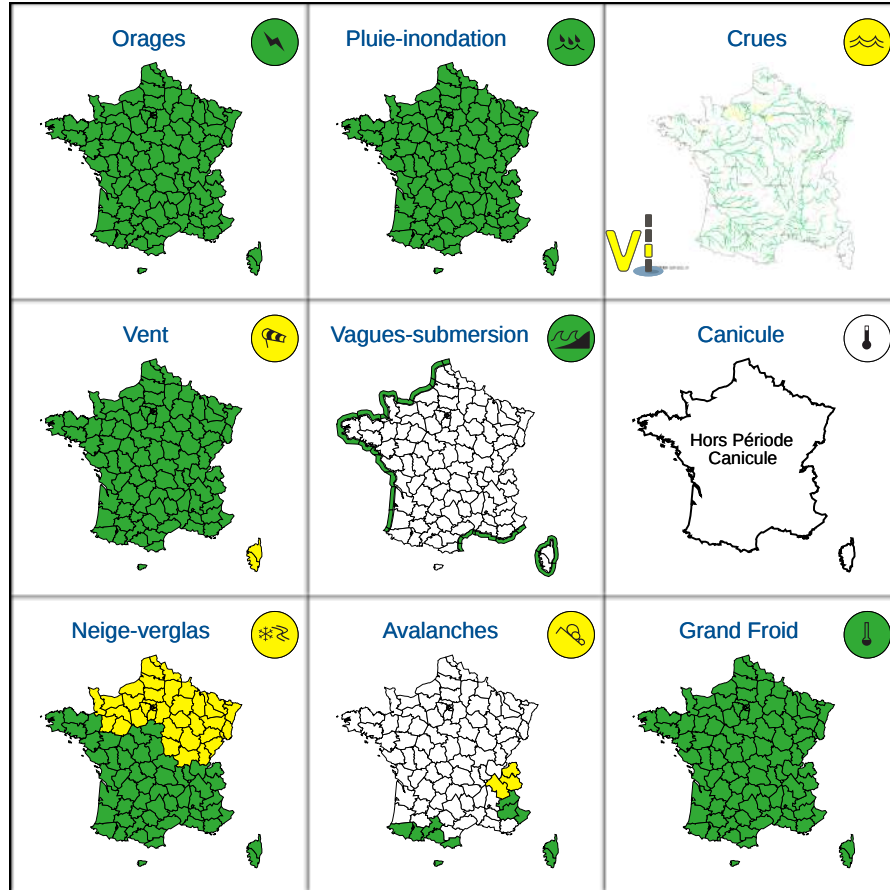 Orages
Pluie-inondation
Crues
Vent
Vagues-submersion
Canicule
Hors Période
Canicule
Neige-verglas
Avalanches
Grand Froid